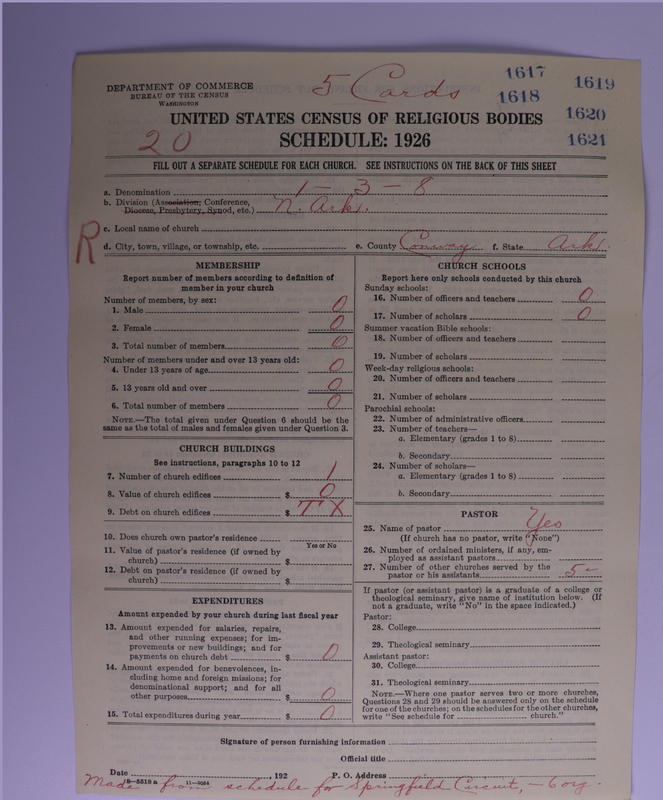 5 Cards
1617 1619
1618
1620
1621
DEPARTMENT OF COMMERCE
BUREAU OF THE CENSUS
WASHINGTON
20
UNITED STATES CENSUS OF RELIGIOUS BODIES
SCHEDULE: 1926
FILL OUT A SEPARATE SCHEDULE FOR EACH CHURCH. SEE INSTRUCTIONS ON THE BACK OF THIS SHEET
a. Denomination 1-3-8
b. Division (Association, Conference,
Diocese, Presbytery, Synod, etc.) N. Ark.
R
c. Local name of church
d. City, town, village, or township, etc. e. County Conway f. State Ark.
MEMBERSHIP
Report number of members according to definition of
member in your church
Number of members, by sex:
1. Male 0
2. Female 0
3. Total number of members 0
Number of members under and over 13 years old:
4. Under 13 years of age 0
5. 13 years old and over 0
6. Total number of members 0
NOTE.—The total given under Question 6 should be
same as the total of males and females given under Question 3.
CHURCH BUILDINGS
See instructions, paragraphs 10 to 12
7. Number of church edifices 1
8. Value of church edifices $ 0
9. Debt on church edifices $ TX
10. Does church own pastor's residence
Yes or No
11. Value of pastor's residence (if owned by
church) $
12. Debt on pastor's residence (if owned by
church) $
EXPENDITURES
Amount expended by your church during last fiscal year
13. Amount expended for salaries, repairs,
and other running expenses; for im-
provements or new buildings; and for
payments on church debt $ 0
14. Amount expended for benevolences, in-
cluding home and foreign missions; for
denominational support; and for all
other purposes $ 0
15. Total expenditures during year $ 0
CHURCH SCHOOLS
Report here only schools conducted by this church
Sunday schools:
16. Number of officers and teachers 0
17. Number of scholars 0
Summer vacation Bible schools:
18. Number of officers and teachers
19. Number of scholars
Week-day religious schools:
20. Number of officers and teachers
21. Number of scholars
Parochial schools:
22. Number of administrative officers
23. Number of teachers—
a. Elementary (grades 1 to 8)
b. Secondary
24. Number of scholars—
a. Elementary (grades 1 to 8)
b. Secondary
PASTOR
25. Name of pastor Yes
(If church has no pastor, write "None")
26. Number of ordained ministers, if any, em-
ployed as assistant pastors
27. Number of other churches served by the
pastor or his assistants 5-
If pastor (or assistant pastor) is a graduate of a college or
theological seminary, give name of institution below. (If
not a graduate, write "No" in the space indicated.)
Pastor:
28. College
29. Theological seminary
Assistant pastor:
30. College
31. Theological seminary
NOTE.—Where one pastor serves two or more churches,
Questions 28 and 29 should be answered only on the schedule
for one of the churches; on the schedules for the other churches,
write "See schedule for church."
Signature of person furnishing information
Official title
Date , 192 P. O. Address
Made from schedule for Springfield Circuit, - 6 org.